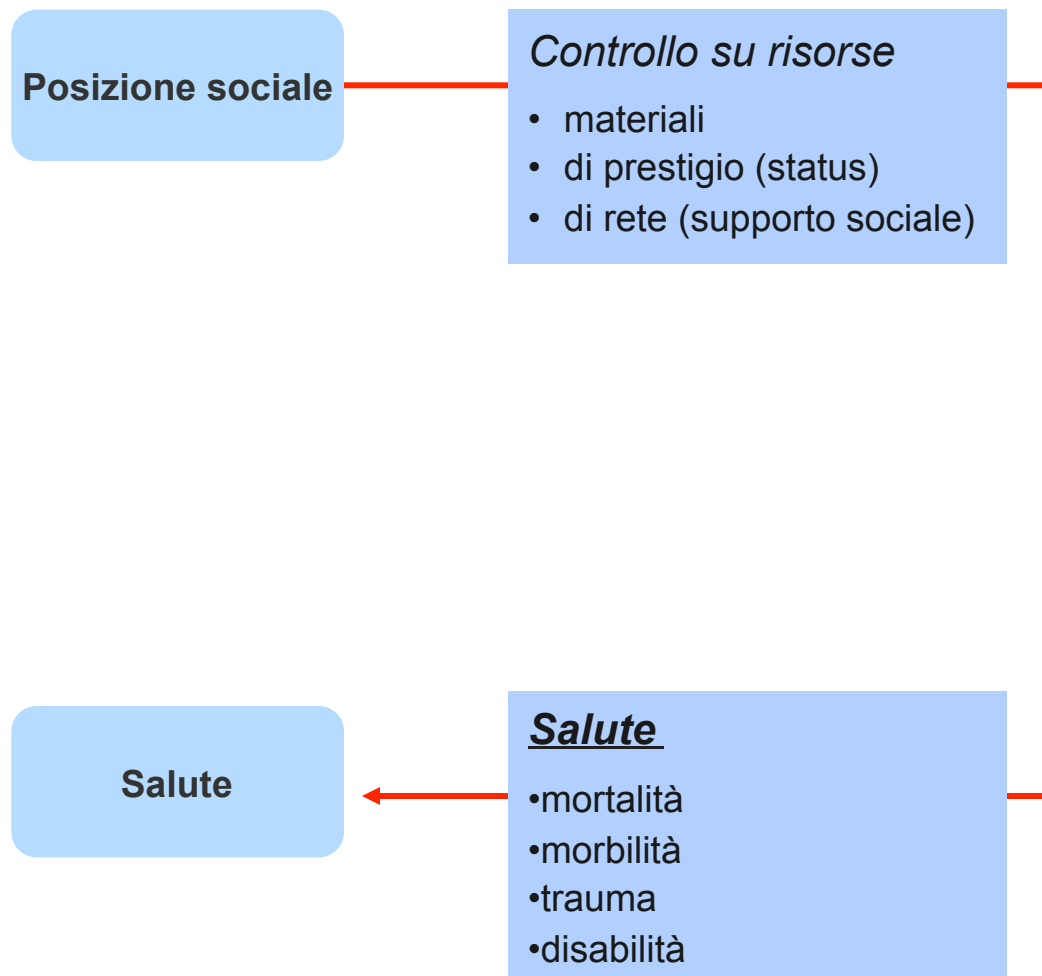 Posizione sociale
Controllo su risorse
• materiali
• di prestigio (status)
• di rete (supporto sociale)
Salute
Salute
•mortalità
•morbilità
•trauma
•disabilità